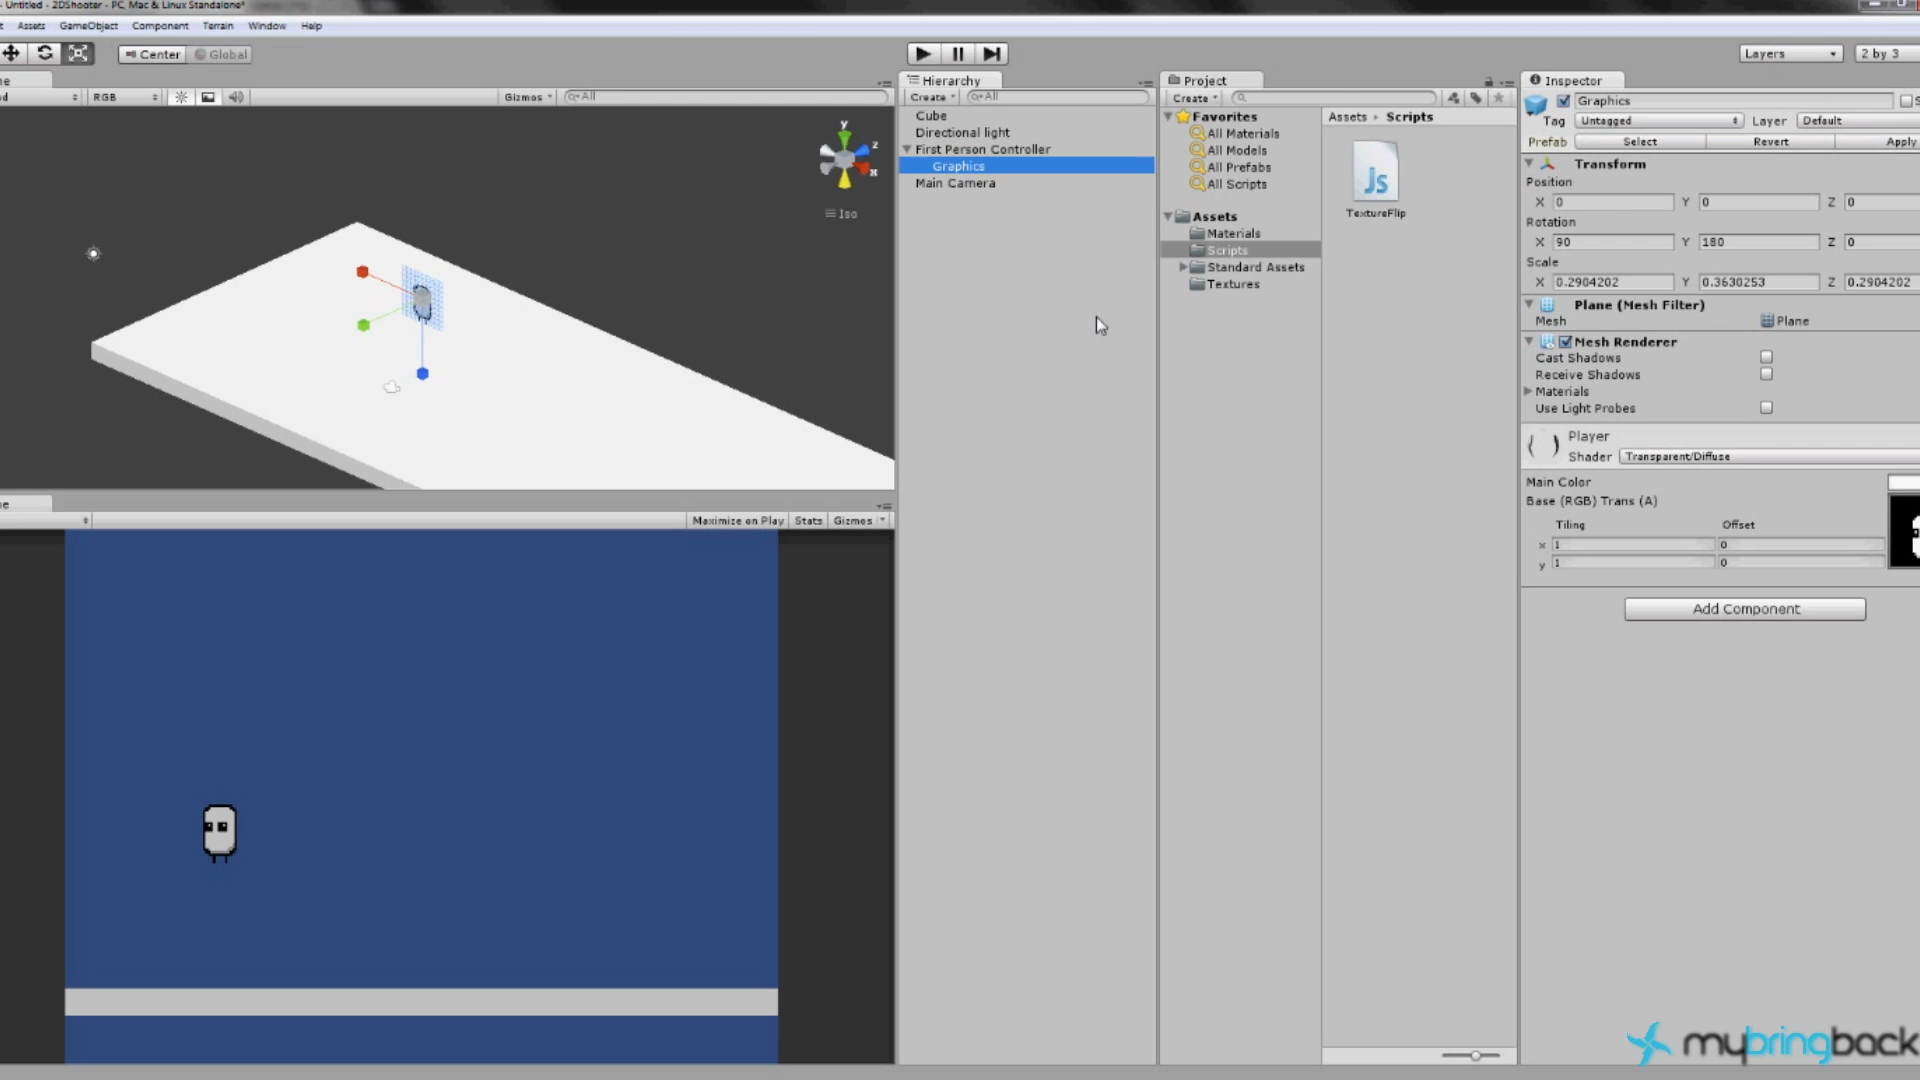 - Untitled - 2DShooter - PC, Mac & Linux Standalone*
t Assets GameObject Component Terrain Window Help
Center Global
Layers 2 by 3
ne
Hierarchy
Project
Inspector
d RGB Gizmos All
Create All
Create
Graphics S
Cube
Directional light
First Person Controller
Graphics
Main Camera
Favorites
All Materials
All Models
All Prefabs
All Scripts
Assets
Materials
Scripts
Standard Assets
Textures
Assets Scripts
Js
TextureFlip
Tag Untagged Layer Default
Prefab Select Revert Apply
Transform
Position
X 0 Y 0 Z 0
Rotation
X 90 Y 180 Z 0
Scale
X 0.2904202 Y 0.3630253 Z 0.2904202
Plane (Mesh Filter)
Mesh Plane
Mesh Renderer
Cast Shadows
Receive Shadows
Materials
Use Light Probes
Player
Shader Transparent/Diffuse
Main Color
Base (RGB) Trans (A)
Tiling Offset
x 1 0
y 1 0
Add Component
y
z
x
Iso
ne
Maximize on Play Stats Gizmos
mybringback